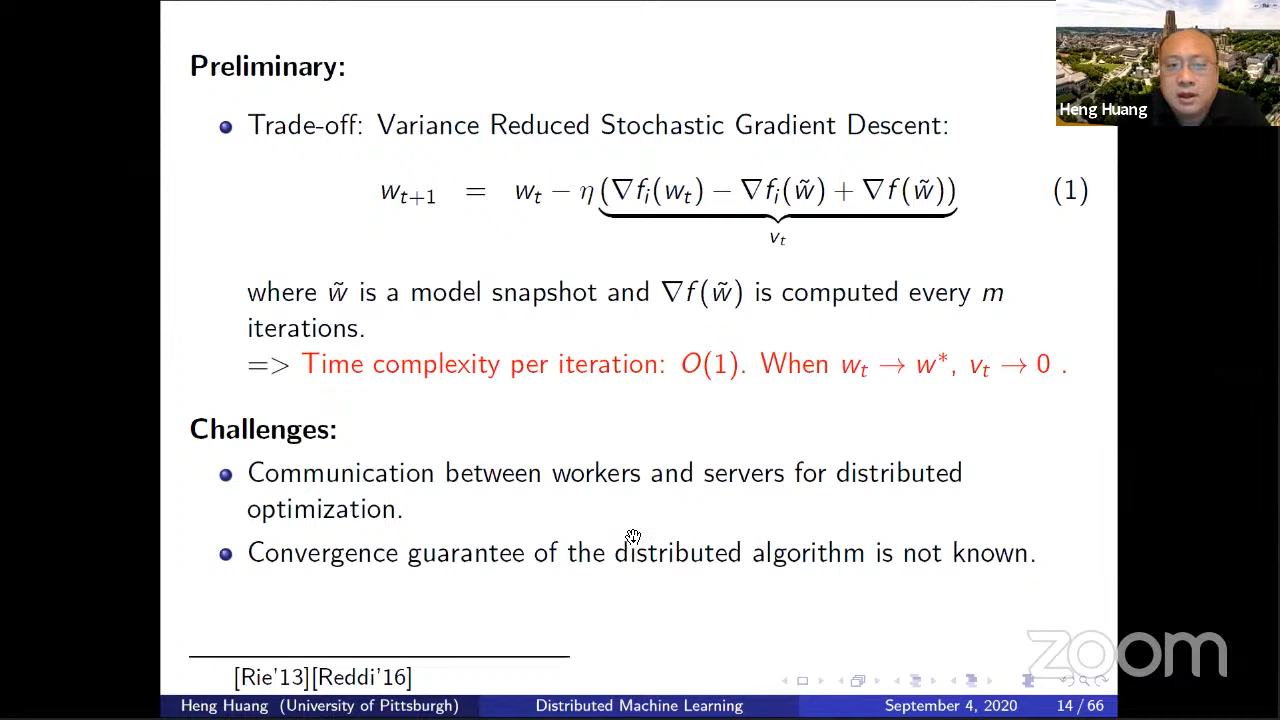 Preliminary:
Trade-off: Variance Reduced Stochastic Gradient Descent:
w_{t+1} = w_t − η (∇f_i(w_t) − ∇f_i(w̃) + ∇f(w̃)) (1)
v_t
where w̃ is a model snapshot and ∇f(w̃) is computed every m
iterations.
=> Time complexity per iteration: O(1). When w_t → w*, v_t → 0 .
Challenges:
Communication between workers and servers for distributed
optimization.
Convergence guarantee of the distributed algorithm is not known.
[Rie'13][Reddi'16]
Heng Huang (University of Pittsburgh) Distributed Machine Learning September 4, 2020 14 / 66
Heng Huang
zoom